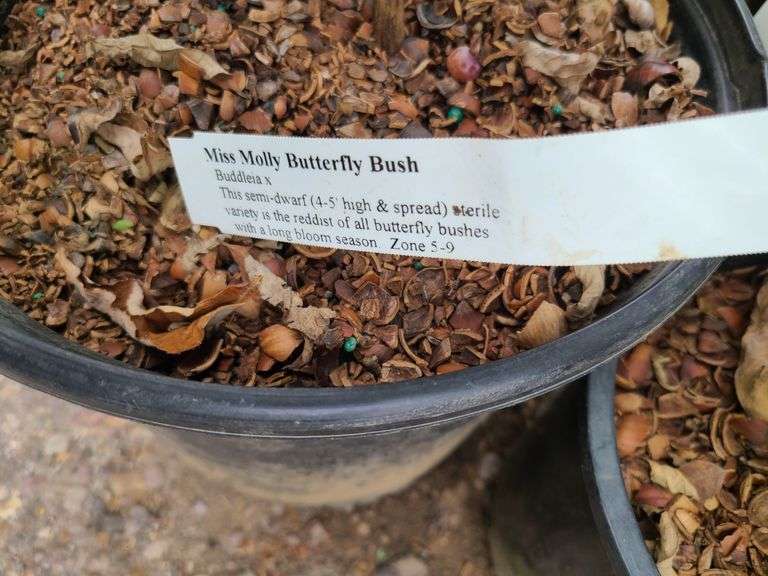 Miss Molly Butterfly Bush
Buddleia x
This semi-dwarf (4-5' high & spread) sterile
variety is the reddist of all butterfly bushes
with a long bloom season. Zone 5-9